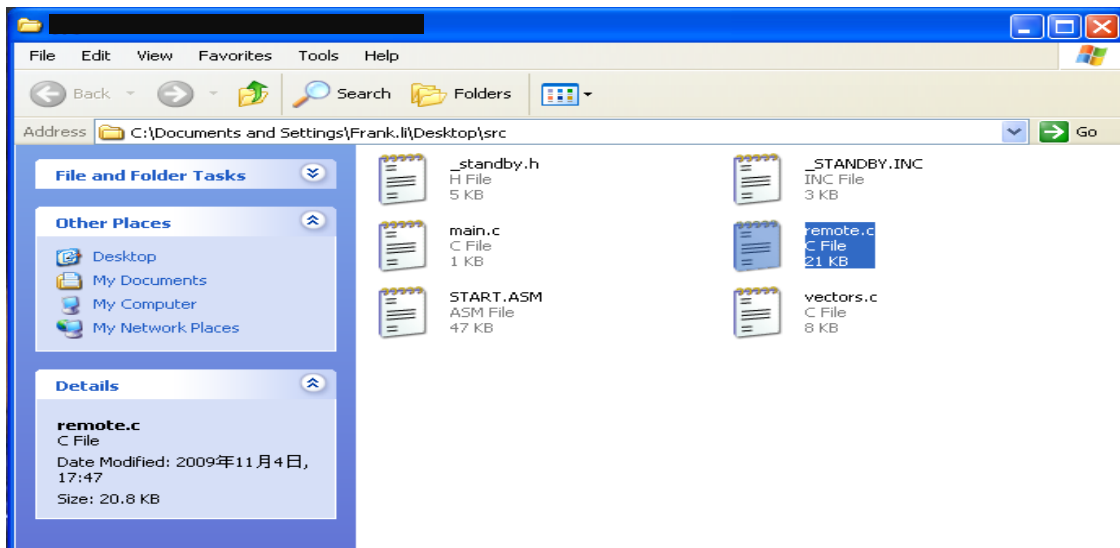 File Edit View Favorites Tools Help
Back Search Folders
Address C:\Documents and Settings\Frank.li\Desktop\src Go
File and Folder Tasks
Other Places
Desktop
My Documents
My Computer
My Network Places
Details
remote.c
C File
Date Modified: 2009年11月4日,
17:47
Size: 20.8 KB
_standby.h
H File
5 KB
_STANDBY.INC
INC File
3 KB
main.c
C File
1 KB
remote.c
C File
21 KB
START.ASM
ASM File
47 KB
vectors.c
C File
8 KB